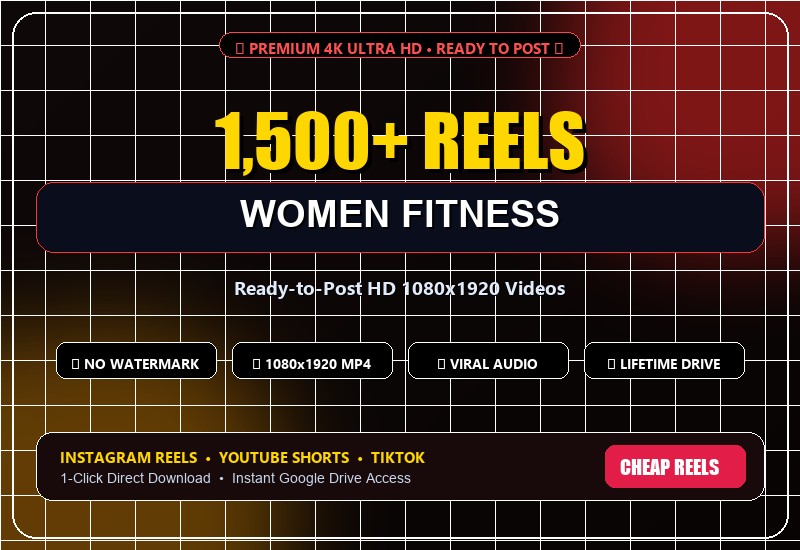 ▯ PREMIUM 4K ULTRA HD • READY TO POST ▯
1,500+ REELS
WOMEN FITNESS
Ready-to-Post HD 1080x1920 Videos
▯ NO WATERMARK
▯ 1080x1920 MP4
▯ VIRAL AUDIO
▯ LIFETIME DRIVE
INSTAGRAM REELS • YOUTUBE SHORTS • TIKTOK
1-Click Direct Download • Instant Google Drive Access
CHEAP REELS